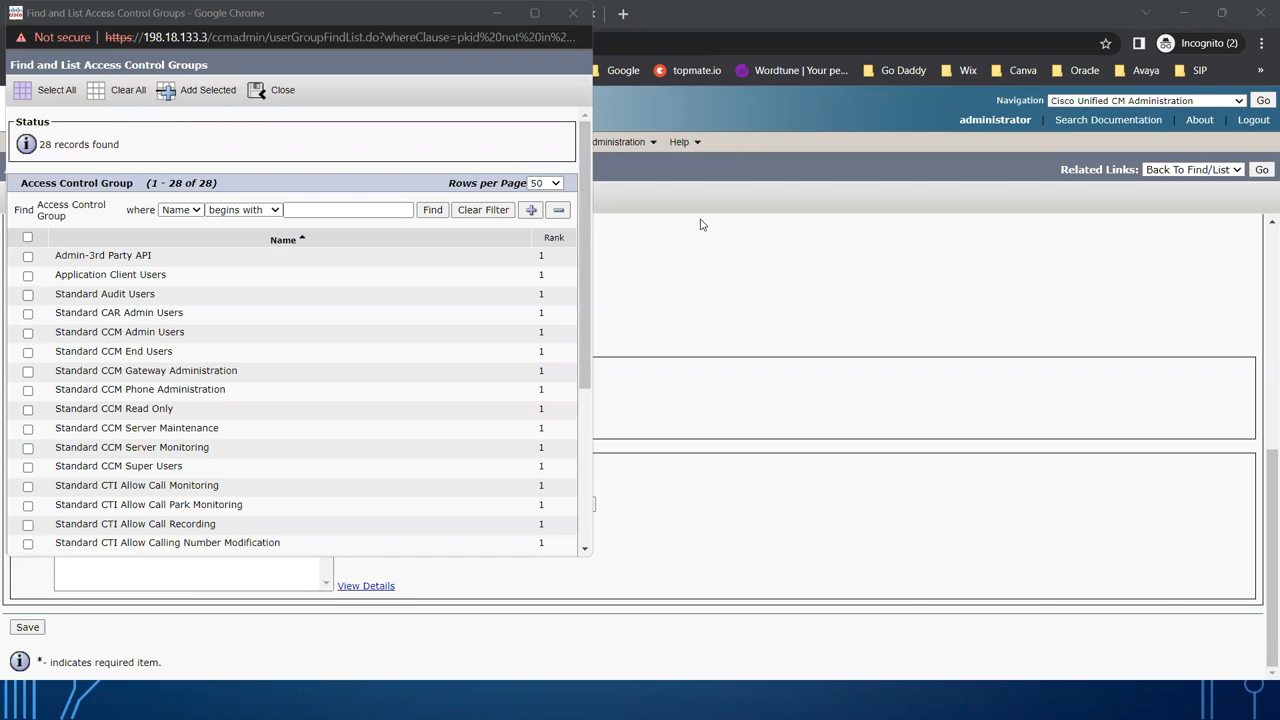 Find and List Access Control Groups - Google Chrome
Incognito (2)
Not secure https://198.18.133.3/ccmadmin/userGroupFindList.do?whereClause=pkid%20not%20in%2...
Google topmate.io Wordtune | Your pe... Go Daddy Wix Canva Oracle Avaya SIP »
Find and List Access Control Groups
Select All Clear All Add Selected Close
Navigation Cisco Unified CM Administration Go
administrator Search Documentation About Logout
dministration Help
Related Links: Back To Find/List Go
Status
28 records found
Access Control Group (1 - 28 of 28) Rows per Page 50
Find Access Control Group where Name begins with Find Clear Filter
Name Rank
Admin-3rd Party API 1
Application Client Users 1
Standard Audit Users 1
Standard CAR Admin Users 1
Standard CCM Admin Users 1
Standard CCM End Users 1
Standard CCM Gateway Administration 1
Standard CCM Phone Administration 1
Standard CCM Read Only 1
Standard CCM Server Maintenance 1
Standard CCM Server Monitoring 1
Standard CCM Super Users 1
Standard CTI Allow Call Monitoring 1
Standard CTI Allow Call Park Monitoring 1
Standard CTI Allow Call Recording 1
Standard CTI Allow Calling Number Modification 1
View Details
Save
*- indicates required item.